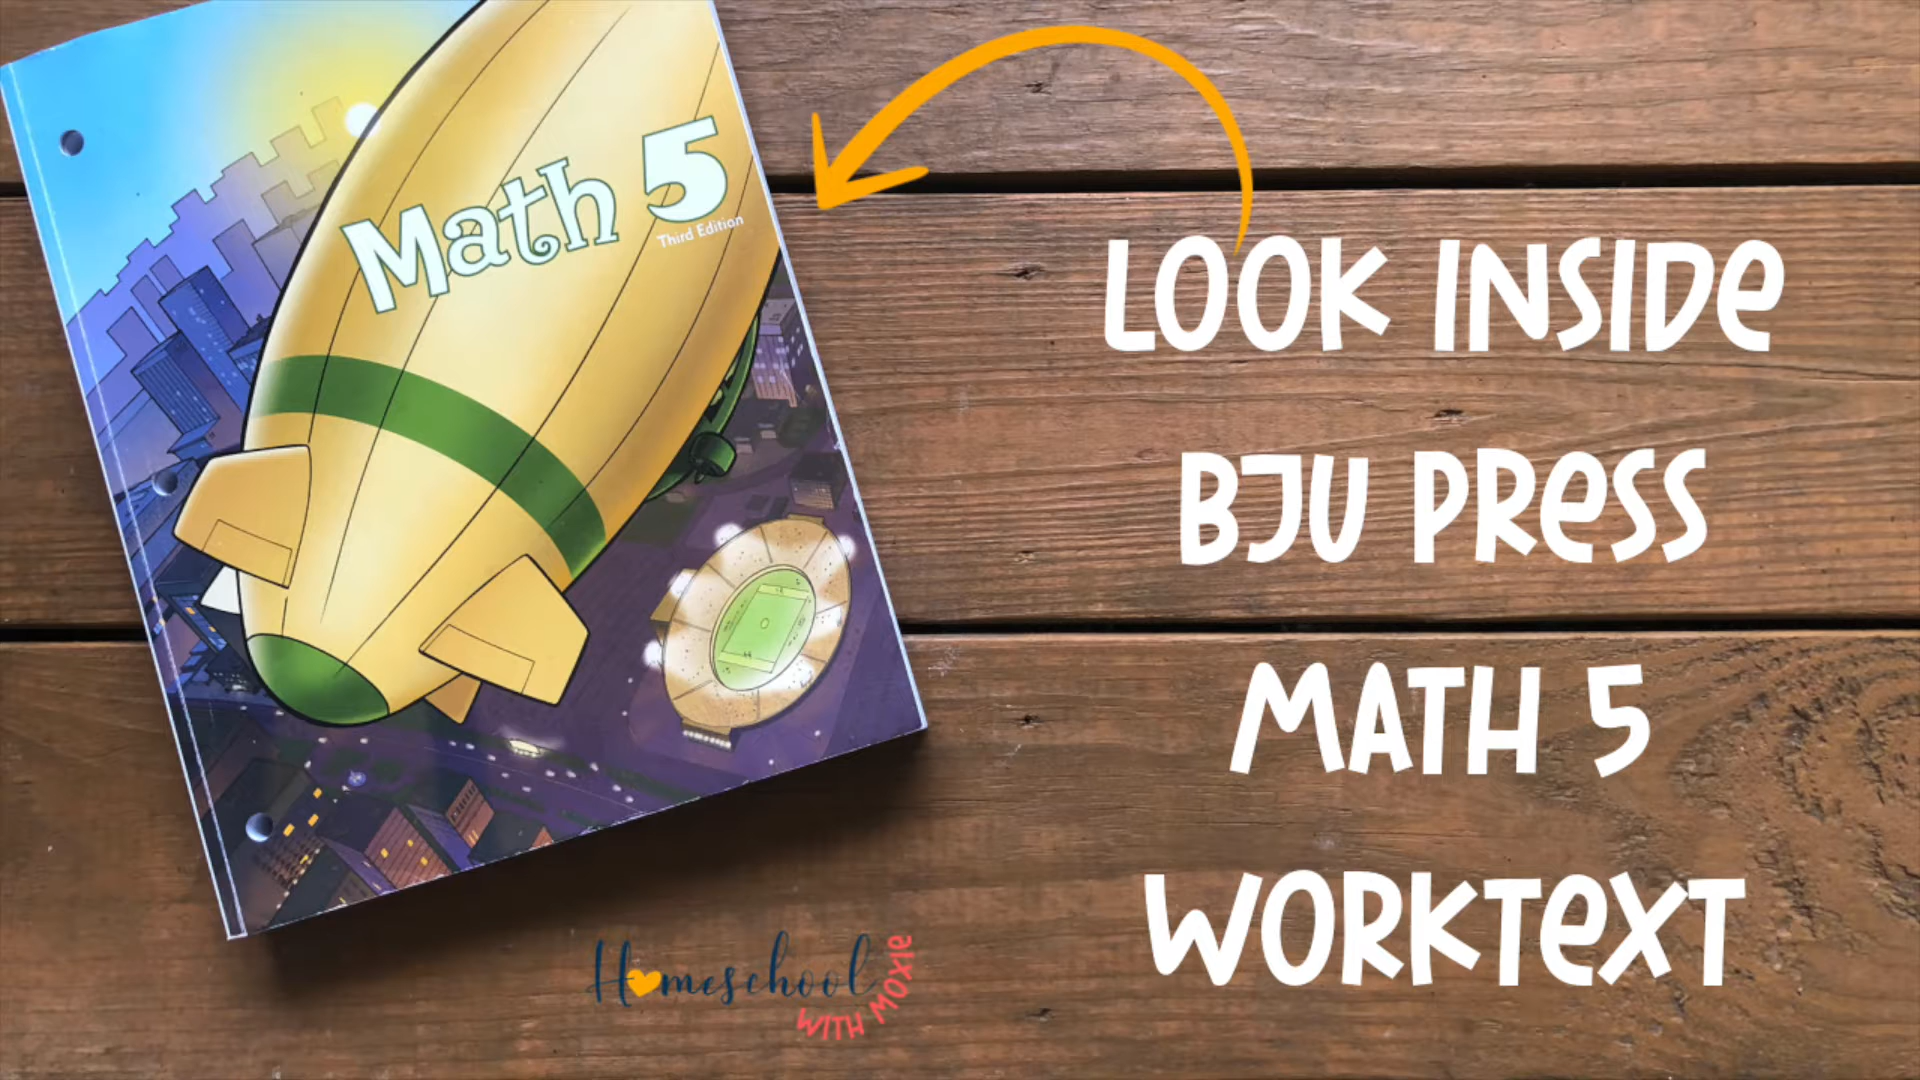 Math 5
Third Edition
LOOK INSIDE
BJU PRESS
MATH 5
WORKTEXT
Homeschool
WITH MOXIE